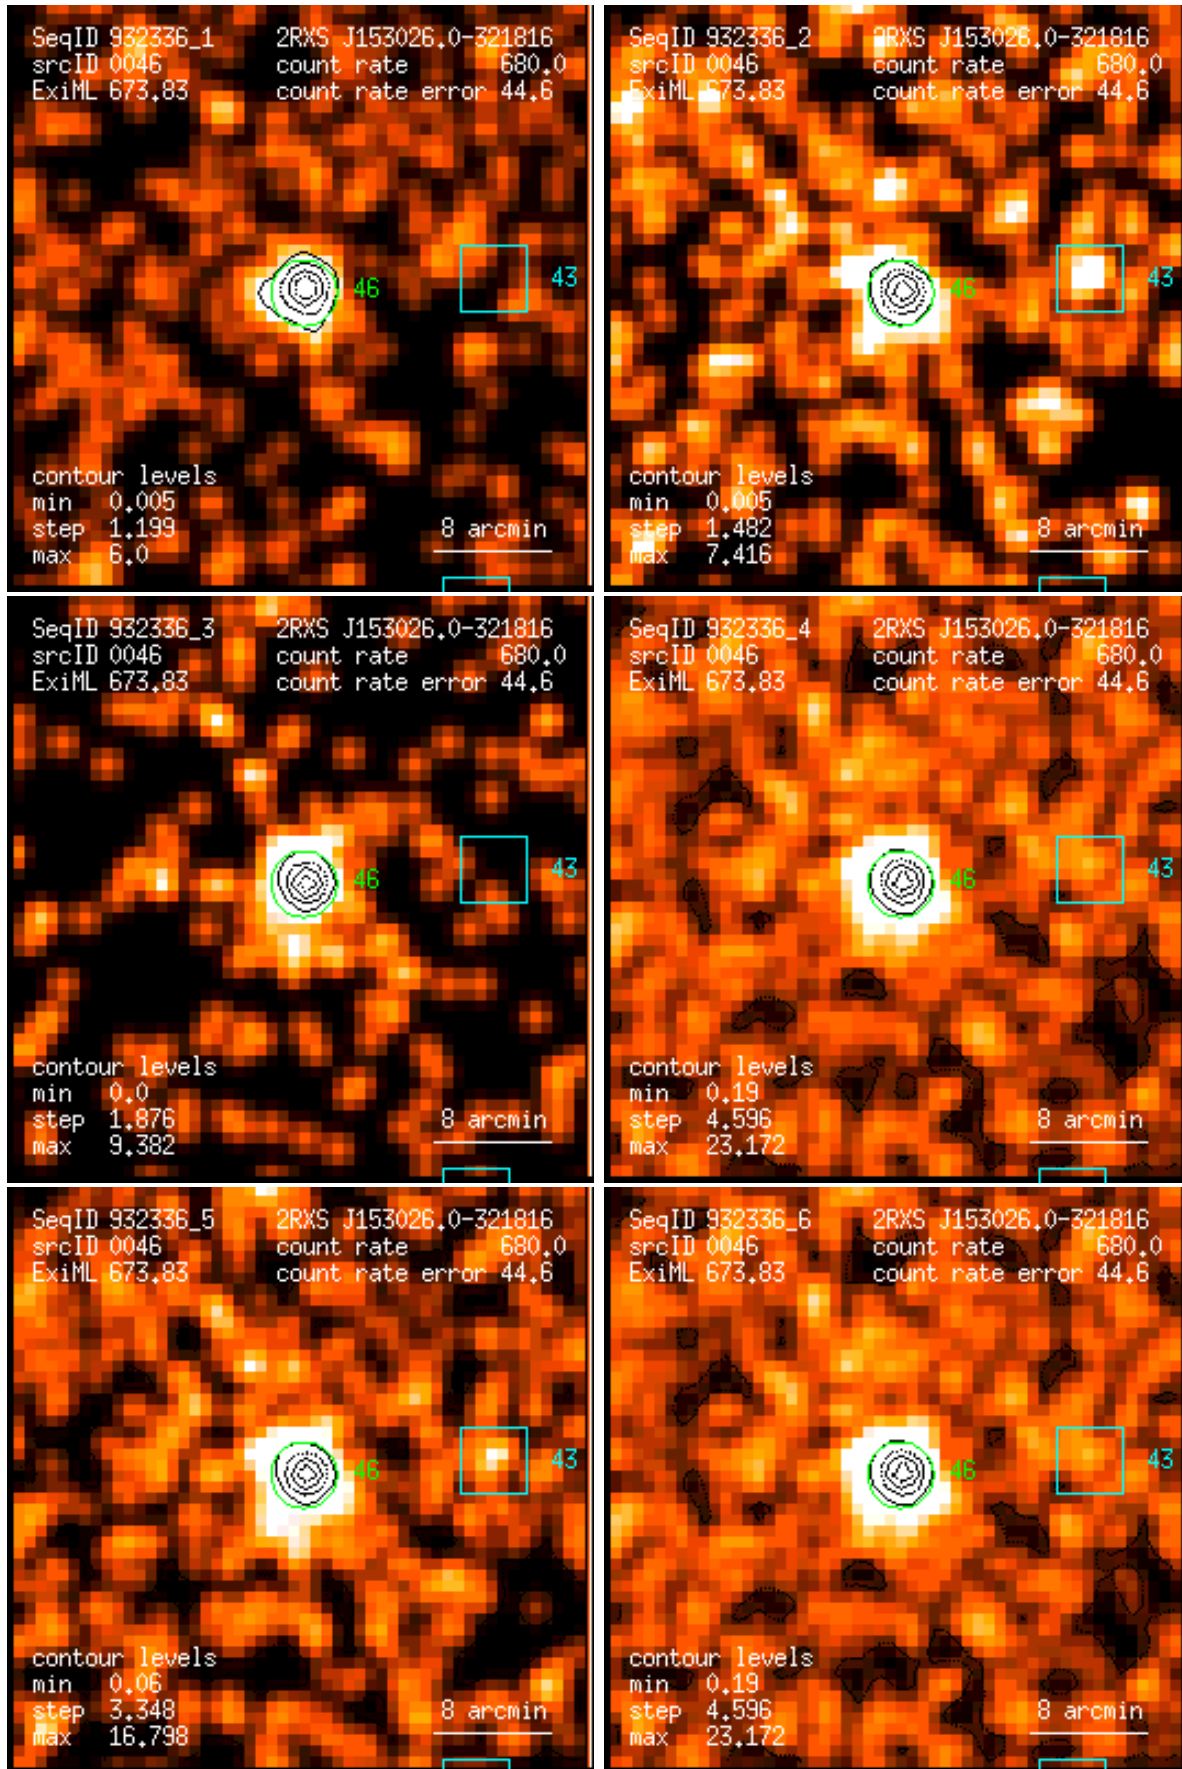 SeqID 932336_1 2RXS J153026.0-321816
srcID 0046 count rate 680.0
ExiML 673.83 count rate error 44.6
46
43
contour levels
min 0.005
step 1.199
max 6.0
8 arcmin
SeqID 932336_2 2RXS J153026.0-321816
srcID 0046 count rate 680.0
ExiML 673.83 count rate error 44.6
46
43
contour levels
min 0.005
step 1.482
max 7.416
8 arcmin
SeqID 932336_3 2RXS J153026.0-321816
srcID 0046 count rate 680.0
ExiML 673.83 count rate error 44.6
46
43
contour levels
min 0.0
step 1.876
max 9.382
8 arcmin
SeqID 932336_4 2RXS J153026.0-321816
srcID 0046 count rate 680.0
ExiML 673.83 count rate error 44.6
46
43
contour levels
min 0.19
step 4.596
max 23.172
8 arcmin
SeqID 932336_5 2RXS J153026.0-321816
srcID 0046 count rate 680.0
ExiML 673.83 count rate error 44.6
46
43
contour levels
min 0.06
step 3.348
max 16.798
8 arcmin
SeqID 932336_6 2RXS J153026.0-321816
srcID 0046 count rate 680.0
ExiML 673.83 count rate error 44.6
46
43
contour levels
min 0.19
step 4.596
max 23.172
8 arcmin